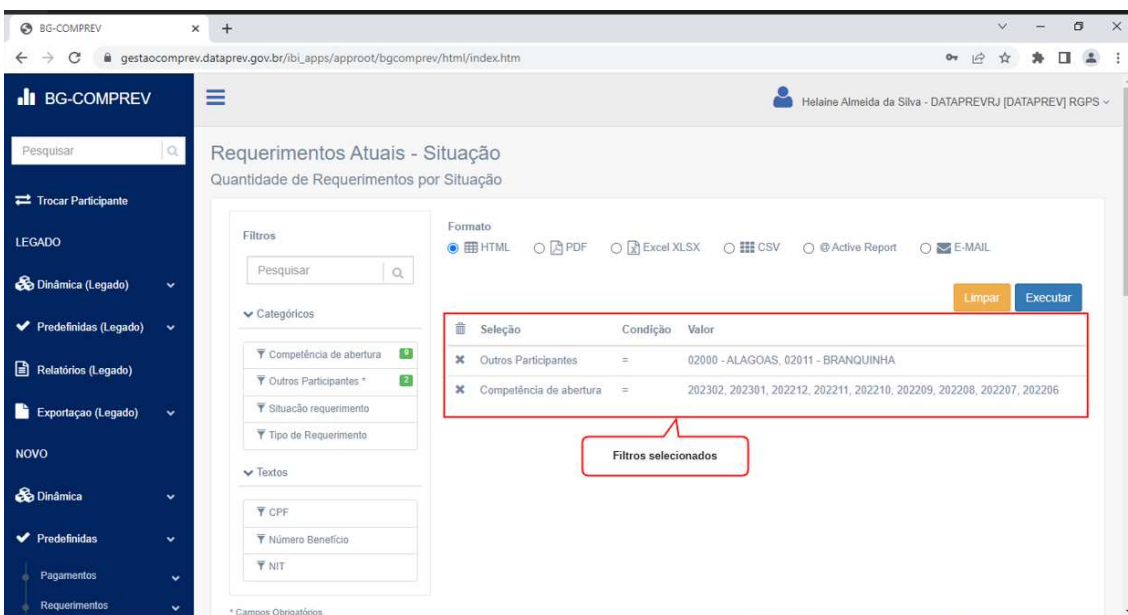 BG-COMPREV
gestaocomprev.dataprev.gov.br/ibi_apps/approot/bgcomprev/html/index.htm
BG-COMPREV
Helaine Almeida da Silva - DATAPREVRJ [DATAPREV] RGPS
Pesquisar
Trocar Participante
LEGADO
Dinâmica (Legado)
Predefinidas (Legado)
Relatórios (Legado)
Exportaçao (Legado)
NOVO
Dinâmica
Predefinidas
Pagamentos
Requerimentos
Requerimentos Atuais - Situação
Quantidade de Requerimentos por Situação
Filtros
Pesquisar
Categóricos
Competência de abertura 9
Outros Participantes * 2
Situacão requerimento
Tipo de Requerimento
Textos
CPF
Número Benefício
NIT
* Campos Obrigatórios
Formato
HTML PDF Excel XLSX CSV @ Active Report E-MAIL
Limpar Executar
Seleção Condição Valor
Outros Participantes = 02000 - ALAGOAS, 02011 - BRANQUINHA
Competência de abertura = 202302, 202301, 202212, 202211, 202210, 202209, 202208, 202207, 202206
Filtros selecionados